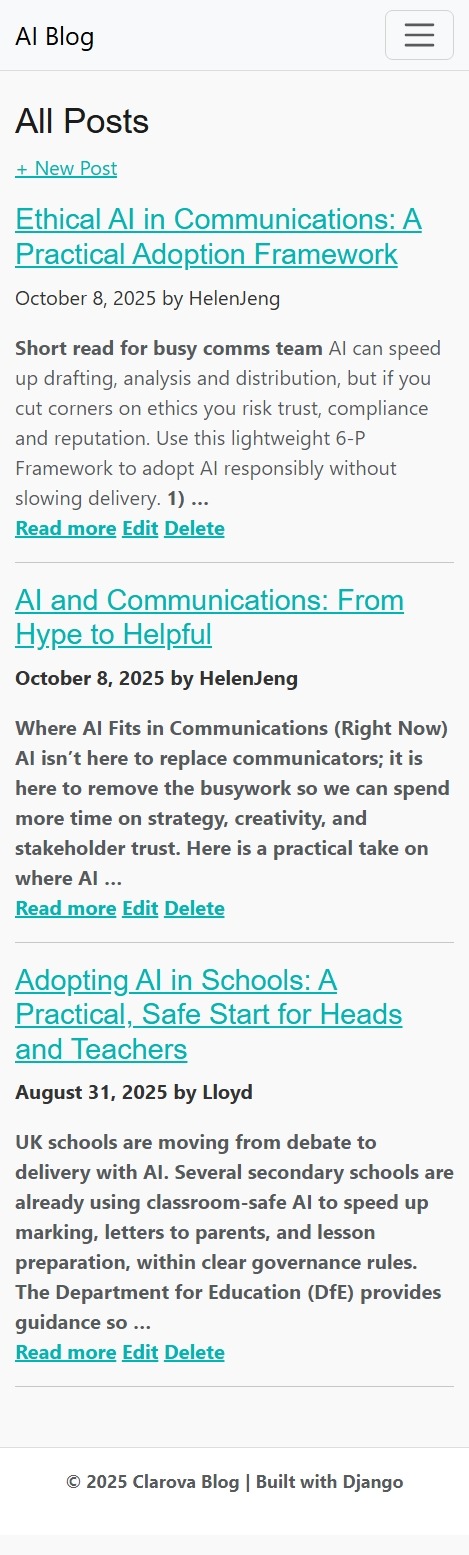 AI Blog
All Posts
+ New Post
Ethical AI in Communications: A
Practical Adoption Framework
October 8, 2025 by HelenJeng
Short read for busy comms team AI can speed
up drafting, analysis and distribution, but if you
cut corners on ethics you risk trust, compliance
and reputation. Use this lightweight 6-P
Framework to adopt AI responsibly without
slowing delivery. 1) …
Read more Edit Delete
AI and Communications: From
Hype to Helpful
October 8, 2025 by HelenJeng
Where AI Fits in Communications (Right Now)
AI isn’t here to replace communicators; it is
here to remove the busywork so we can spend
more time on strategy, creativity, and
stakeholder trust. Here is a practical take on
where AI …
Read more Edit Delete
Adopting AI in Schools: A
Practical, Safe Start for Heads
and Teachers
August 31, 2025 by Lloyd
UK schools are moving from debate to
delivery with AI. Several secondary schools are
already using classroom-safe AI to speed up
marking, letters to parents, and lesson
preparation, within clear governance rules.
The Department for Education (DfE) provides
guidance so …
Read more Edit Delete
© 2025 Clarova Blog | Built with Django